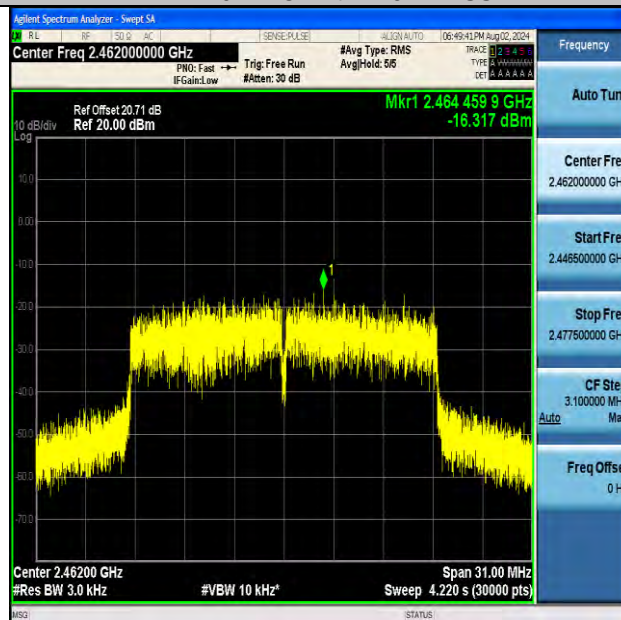 Agilent Spectrum Analyzer - Swept SA
RL RF 50 Ω AC SENSE:PULSE ALIGN AUTO 06:49:41 PM Aug 02, 2024
Center Freq 2.462000000 GHz
PNO: Fast Trig: Free Run
IFGain:Low #Atten: 30 dB
#Avg Type: RMS
Avg|Hold: 5/5
TRACE 1 2 3 4 5 6
TYPE A
DET A A A A A A
Frequency
Ref Offset 20.71 dB
10 dB/div Ref 20.00 dBm
Log
Mkr1 2.464 459 9 GHz
-16.317 dBm
10.0
0.00
-10.0
-20.0
-30.0
-40.0
-50.0
-60.0
-70.0
1
Center 2.46200 GHz Span 31.00 MHz
#Res BW 3.0 kHz #VBW 10 kHz* Sweep 4.220 s (30000 pts)
Auto Tun
Center Fre
2.462000000 GH
Start Fre
2.446500000 GH
Stop Fre
2.477500000 GH
CF Ste
3.100000 MH
Auto Ma
Freq Offse
0 H
MSG STATUS